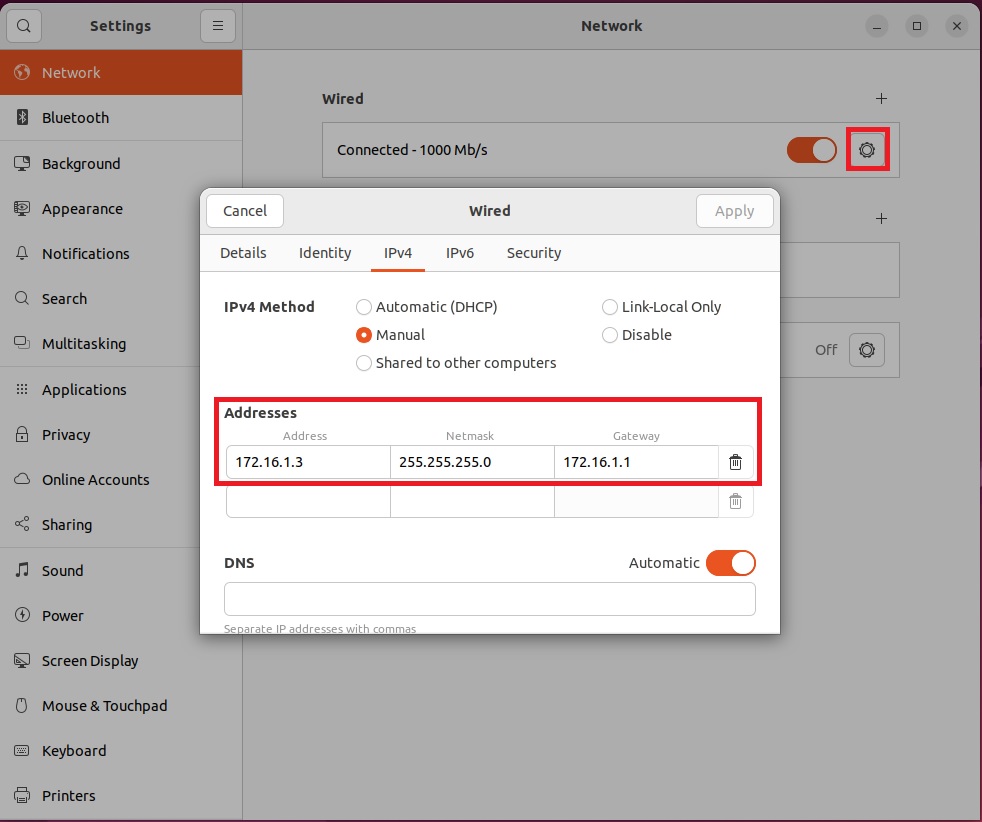 Settings
Network
Network
Bluetooth
Background
Appearance
Notifications
Search
Multitasking
Applications
Privacy
Online Accounts
Sharing
Sound
Power
Screen Display
Mouse & Touchpad
Keyboard
Printers
Wired
Connected - 1000 Mb/s
Off
Cancel
Wired
Apply
Details Identity IPv4 IPv6 Security
IPv4 Method
Automatic (DHCP) Link-Local Only
Manual Disable
Shared to other computers
Addresses
Address Netmask Gateway
172.16.1.3 255.255.255.0 172.16.1.1
DNS Automatic
Separate IP addresses with commas